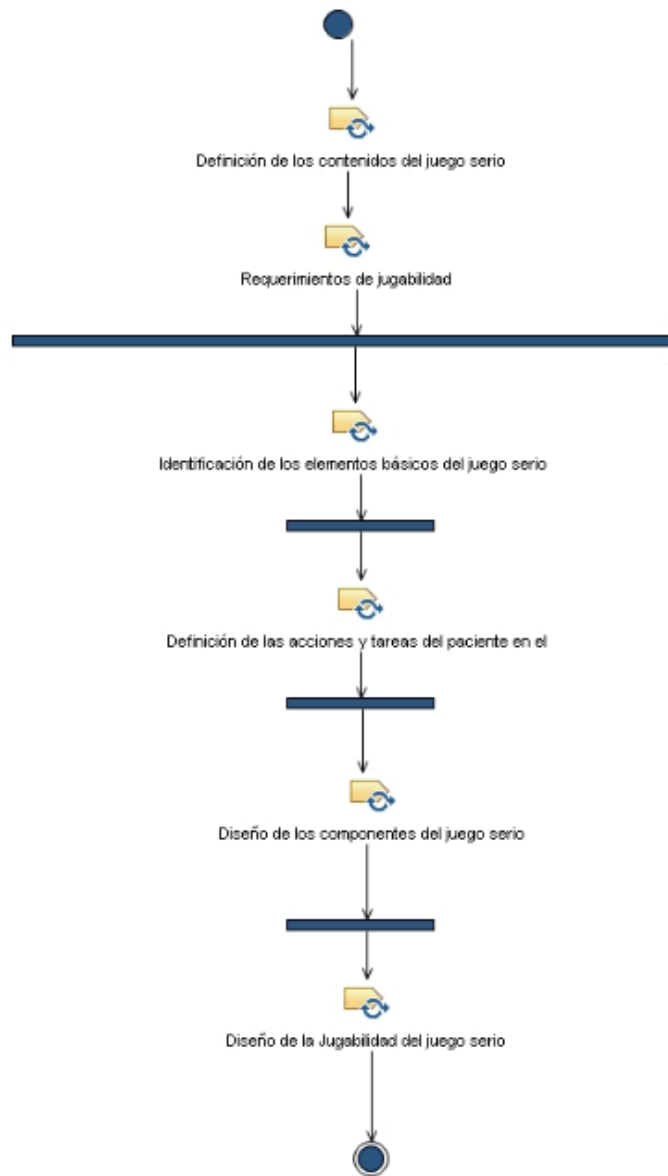 Definición de los contenidos del juego serio
Requerimientos de jugabilidad
Identificación de los elementos básicos del juego serio
Definición de las acciones y tareas del paciente en el
Diseño de los componentes del juego serio
Diseño de la Jugabilidad del juego serio